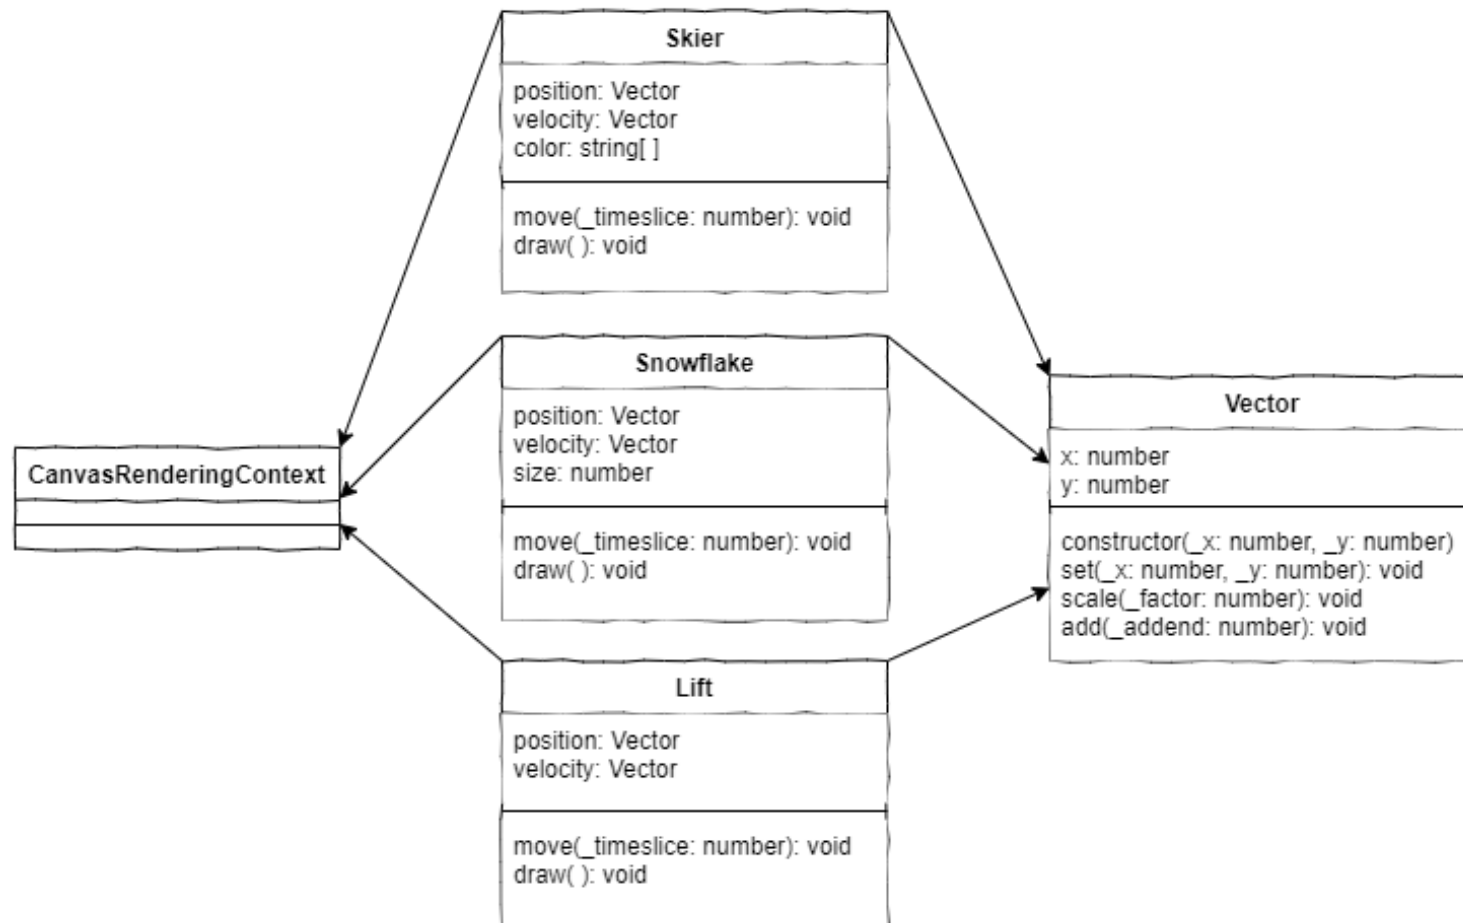 Skier
position: Vector
velocity: Vector
color: string[ ]
move(_timeslice: number): void
draw( ): void
Snowflake
position: Vector
velocity: Vector
size: number
move(_timeslice: number): void
draw( ): void
CanvasRenderingContext
Vector
x: number
y: number
constructor(_x: number, _y: number)
set(_x: number, _y: number): void
scale(_factor: number): void
add(_addend: number): void
Lift
position: Vector
velocity: Vector
move(_timeslice: number): void
draw( ): void